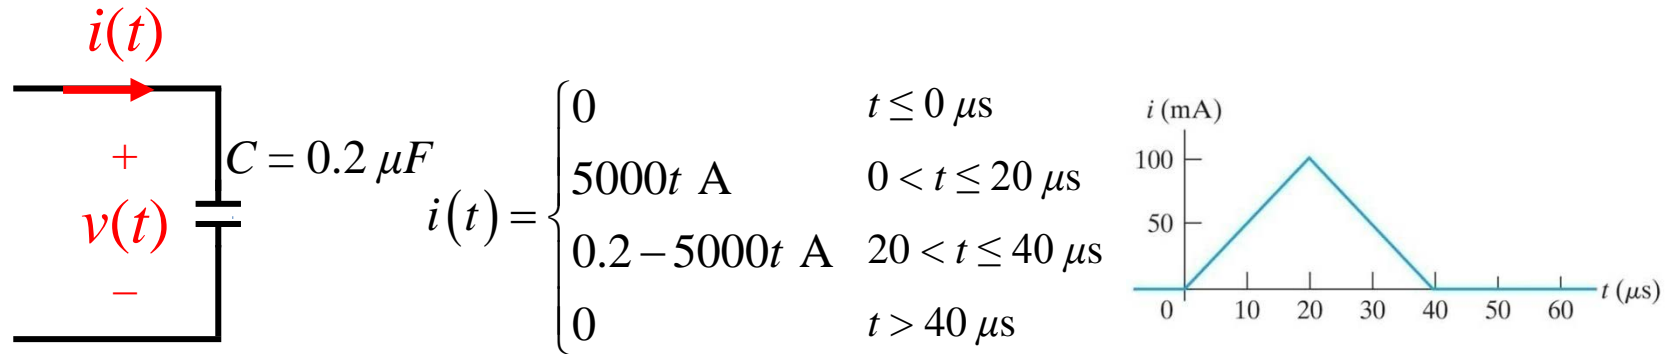 i(t)
+
C = 0.2 μF
v(t)
−
i(t) = { 0 t ≤ 0 μs
5000t A 0 < t ≤ 20 μs
0.2 − 5000t A 20 < t ≤ 40 μs
0 t > 40 μs
i (mA)
100
50
0 10 20 30 40 50 60 t (μs)